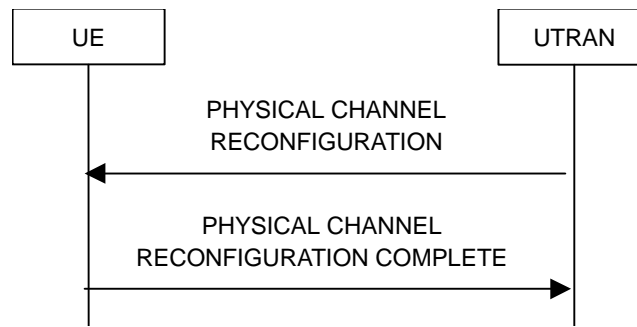 UE
UTRAN
PHYSICAL CHANNEL
RECONFIGURATION
PHYSICAL CHANNEL
RECONFIGURATION COMPLETE